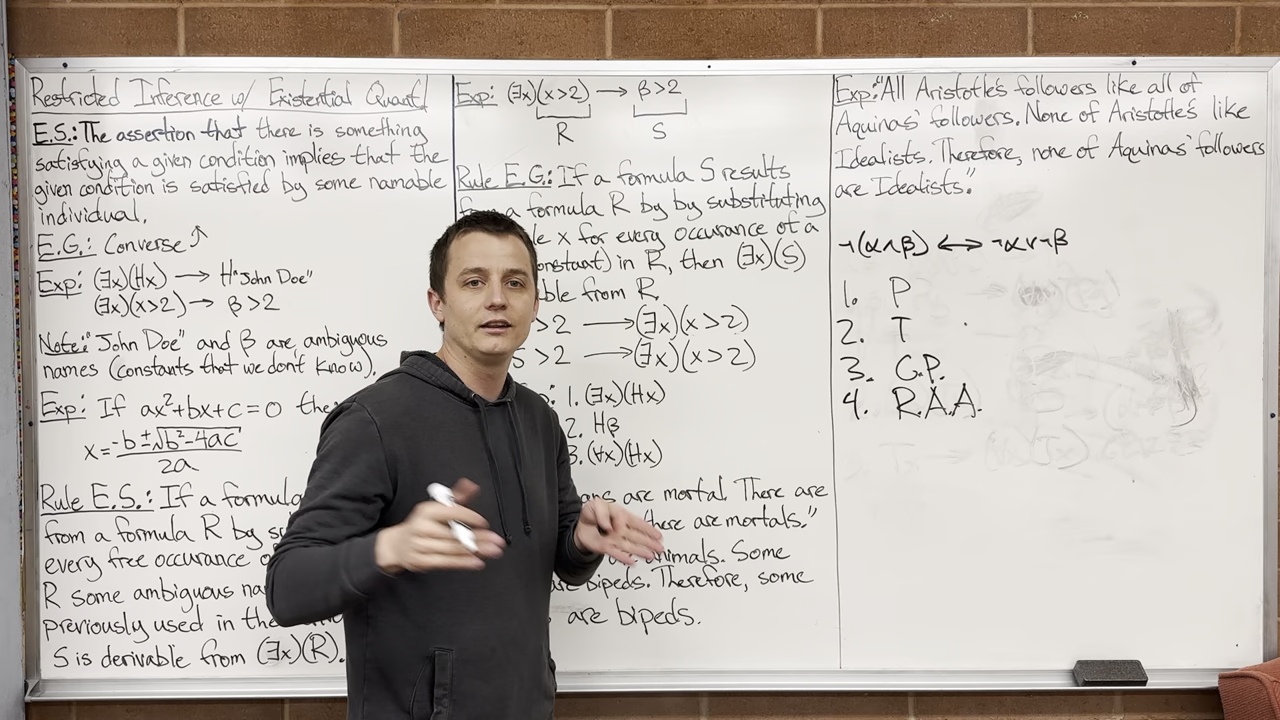 Restricted Inference w/ Existential Quant!
E.S.: The assertion that there is something
satisfying a given condition implies that the
given condition is satisfied by some namable
individual.
E.G.: Converse ↑
Exp: (∃x)(Hx) → H"John Doe"
(∃x)(x>2) → β>2
Note: "John Doe" and β are ambiguous
names (constants that we don't know).
Exp: If ax²+bx+c=0 the
x = -b±√b²-4ac
2a
Rule E.S.: If a formula
from a formula R by
every free occurance
R some ambiguous
previously used in the
S is derivable from (∃x)(R).
Exp: (∃x)(x>2) → β>2
R S
Rule E.G.: If a formula S results
a formula R by by substituting
x for every occurance of a
in R, then (∃x)(S)
from R
>2 → (∃x)(x>2)
5>2 → (∃x)(x>2)
1. (∃x)(Hx)
2. Hβ
3. (∀x)(Hx)
are mortal. There are
there are mortals."
animals. Some
are bipeds. Therefore, some
are bipeds.
Exp: "All Aristotle's followers like all of
Aquinas' followers. None of Aristotle's like
Idealists. Therefore, none of Aquinas' followers
are Idealists."
¬(α∧β) ↔ ¬α∨¬β
1. P
2. T
3. C.P.
4. R.A.A.